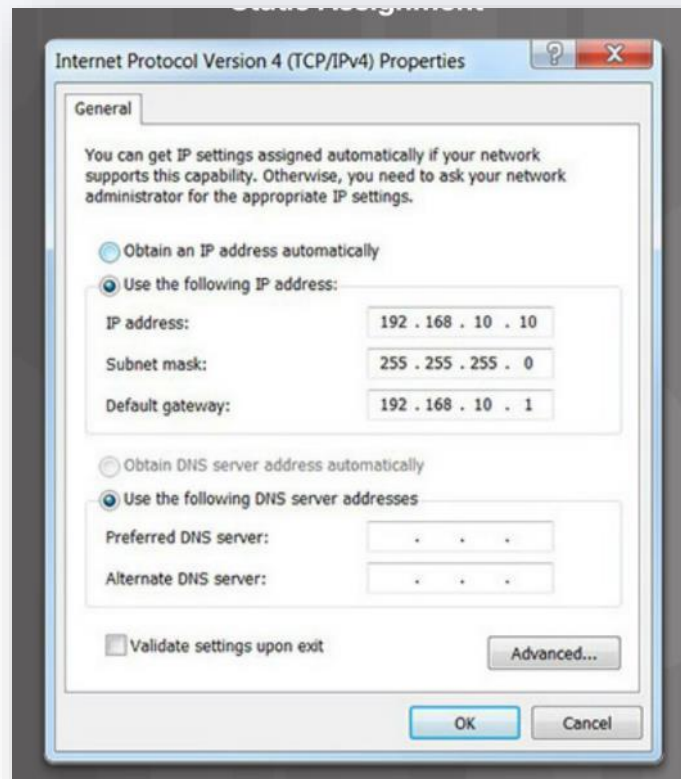 Static Assignment
Internet Protocol Version 4 (TCP/IPv4) Properties
General
You can get IP settings assigned automatically if your network
supports this capability. Otherwise, you need to ask your network
administrator for the appropriate IP settings.
Obtain an IP address automatically
Use the following IP address:
IP address: 192 . 168 . 10 . 10
Subnet mask: 255 . 255 . 255 . 0
Default gateway: 192 . 168 . 10 . 1
Obtain DNS server address automatically
Use the following DNS server addresses
Preferred DNS server: . . .
Alternate DNS server: . . .
Validate settings upon exit
Advanced...
OK Cancel